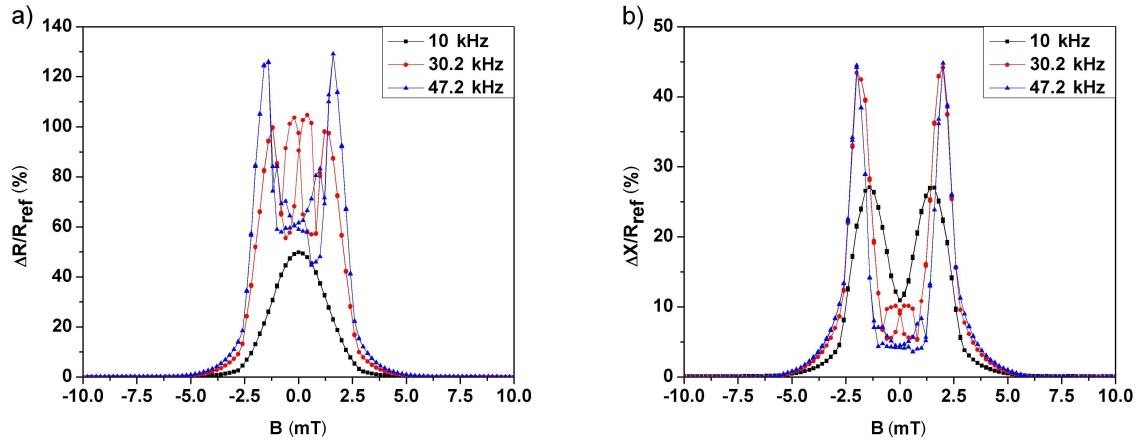 a)
140
120
100
80
60
40
20
0
ΔR/Rref (%)
10 kHz
30.2 kHz
47.2 kHz
-10.0 -7.5 -5.0 -2.5 0.0 2.5 5.0 7.5 10.0
B (mT)
b)
50
40
30
20
10
0
ΔX/Rref (%)
10 kHz
30.2 kHz
47.2 kHz
-10.0 -7.5 -5.0 -2.5 0.0 2.5 5.0 7.5 10.0
B (mT)